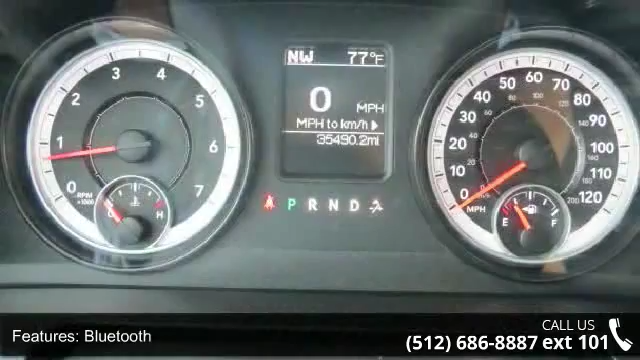 NW 77°F
0 MPH
MPH to km/h
35490.2mi
P R N D
0 1 2 3 4 5 6 7
RPM
x1000
C H
0 10 20 30 40 50 60 70 80 90 100 120
MPH
E F
Features: Bluetooth
CALL US
(512) 686-8887 ext 101